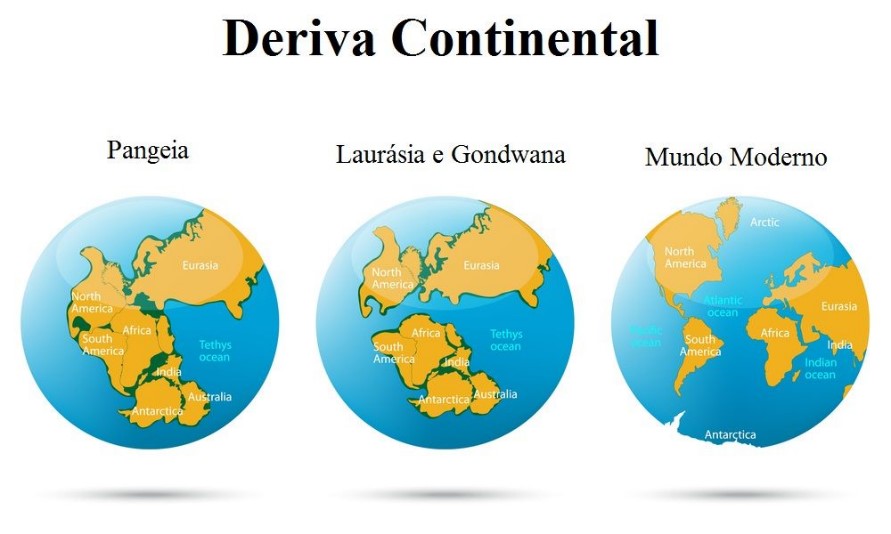 Deriva Continental
Pangeia
Laurásia e Gondwana
Mundo Moderno
Eurasia
North
America
Africa
South
America
Tethys
ocean
India
Australia
Antarctica
Eurasia
North
America
Africa
South
America
Tethys
ocean
India
Australia
Antarctica
Arctic
North
America
Eurasia
Atlantic
ocean
Pacific
ocean
Africa
South
America
India
Indian
ocean
Antarctica